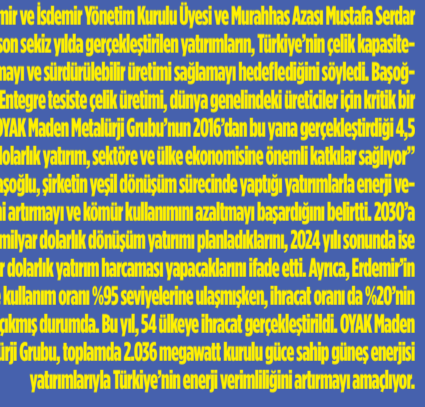 mir ve İsdemir Yönetim Kurulu Üyesi ve Murahhas Azası Mustafa Serdar
son sekiz yılda gerçekleştirilen yatırımların, Türkiye’nin çelik kapasite-
mayı ve sürdürülebilir üretimi sağlamayı hedeflediğini söyledi. Başoğ-
Entegre tesiste çelik üretimi, dünya genelindeki üreticiler için kritik bir
OYAK Maden Metalürji Grubu’nun 2016’dan bu yana gerçekleştirdiği 4,5
dolarlık yatırım, sektöre ve ülke ekonomisine önemli katkılar sağlıyor”
aşoğlu, şirketin yeşil dönüşüm sürecinde yaptığı yatırımlarla enerji ve-
ni artırmayı ve kömür kullanımını azaltmayı başardığını belirtti. 2030’a
milyar dolarlık dönüşüm yatırımı planladıklarını, 2024 yılı sonunda ise
r dolarlık yatırım harcaması yapacaklarını ifade etti. Ayrıca, Erdemir’in
kullanım oranı %95 seviyelerine ulaşmışken, ihracat oranı da %20’nin
çıkmış durumda. Bu yıl, 54 ülkeye ihracat gerçekleştirildi. OYAK Maden
ürji Grubu, toplamda 2.036 megawatt kurulu güce sahip güneş enerjisi
yatırımlarıyla Türkiye’nin enerji verimliliğini artırmayı amaçlıyor.